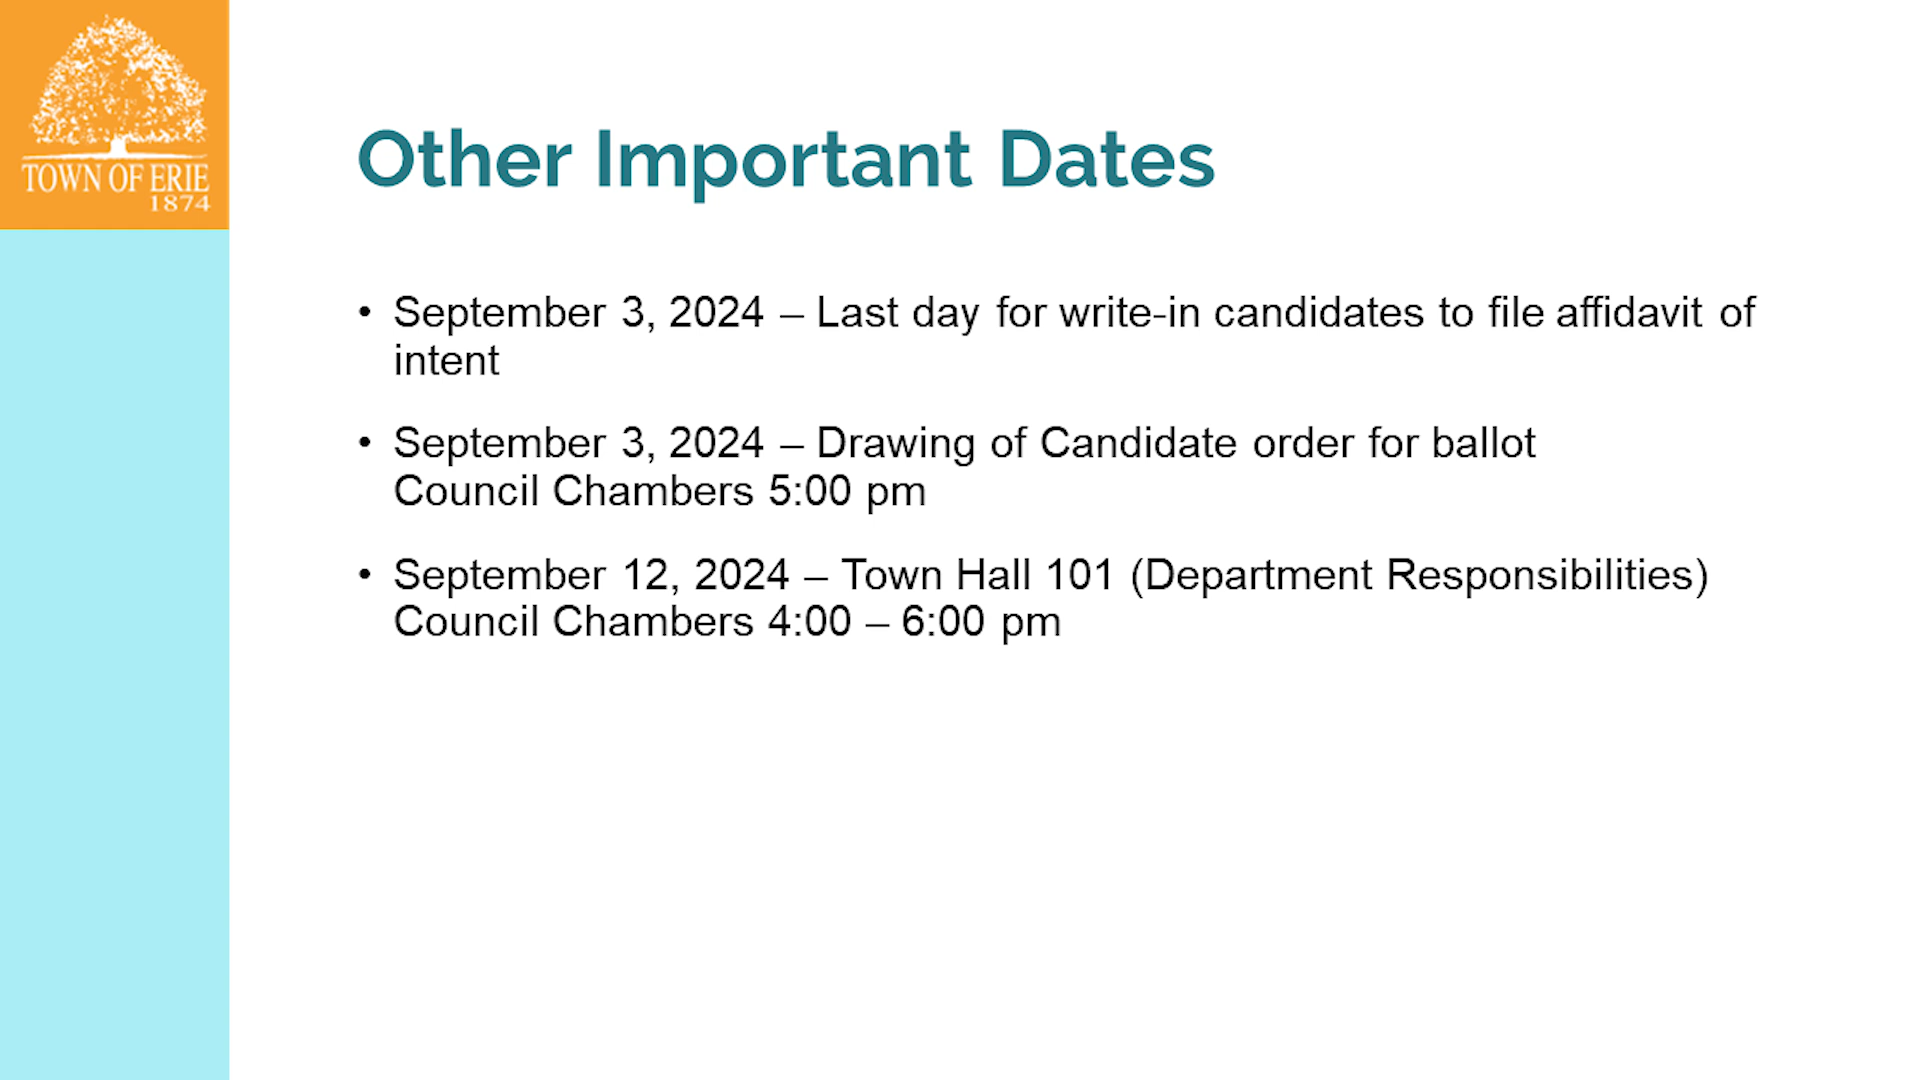 TOWN OF ERIE
1874
Other Important Dates
• September 3, 2024 – Last day for write-in candidates to file affidavit of
intent
• September 3, 2024 – Drawing of Candidate order for ballot
Council Chambers 5:00 pm
• September 12, 2024 – Town Hall 101 (Department Responsibilities)
Council Chambers 4:00 – 6:00 pm